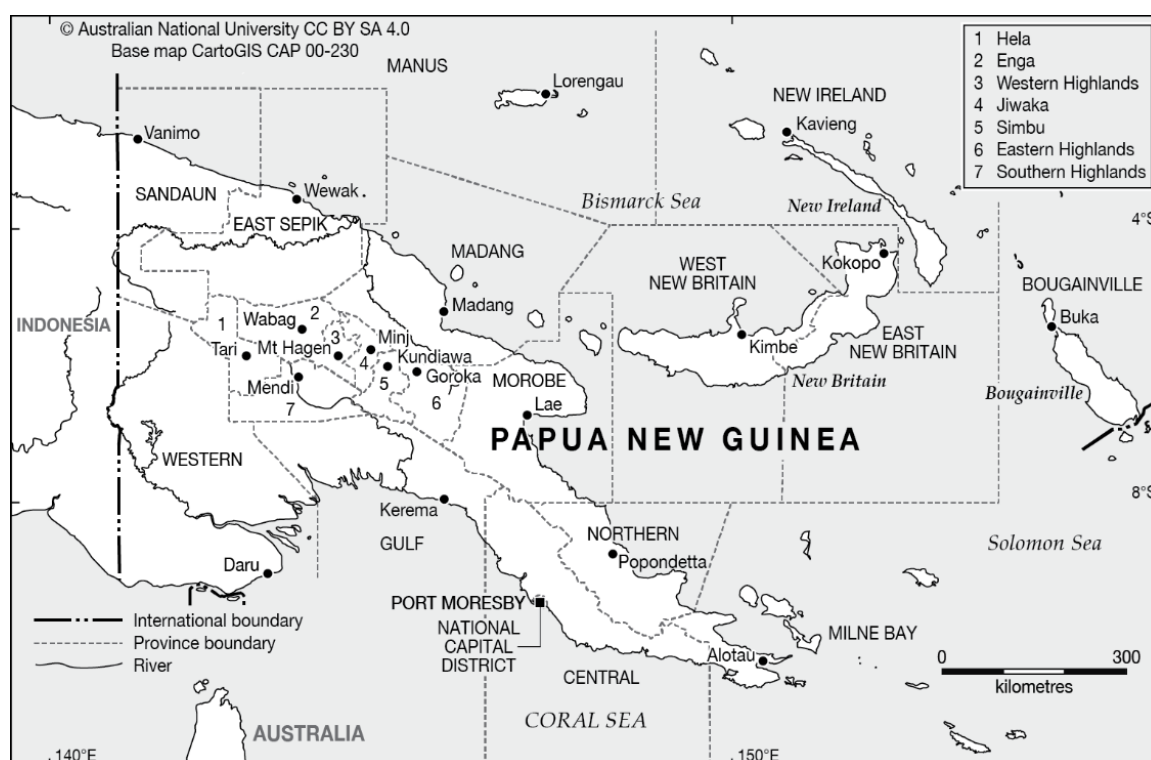 © Australian National University CC BY SA 4.0
Base map CartoGIS CAP 00-230
MANUS
Lorengau
NEW IRELAND
Kavieng
1 Hela
2 Enga
3 Western Highlands
4 Jiwaka
5 Simbu
6 Eastern Highlands
7 Southern Highlands
Vanimo
SANDAUN
Wewak
EAST SEPIK
Bismarck Sea
New Ireland
4°S
MADANG
Madang
WEST
NEW BRITAIN
Kokopo
BOUGAINVILLE
Buka
INDONESIA
1
Wabag
2
Tari
Mt Hagen
3
Minj
4
Kundiawa
5
Goroka
6
Mendi
7
MOROBE
Lae
Kimbe
EAST
NEW BRITAIN
New Britain
Bougainville
PAPUA NEW GUINEA
WESTERN
Kerema
GULF
8°S
NORTHERN
Popondetta
Solomon Sea
Daru
PORT MORESBY
NATIONAL
CAPITAL
DISTRICT
CENTRAL
Alotau
MILNE BAY
International boundary
Province boundary
River
0 300
kilometres
CORAL SEA
AUSTRALIA
140°E
150°E